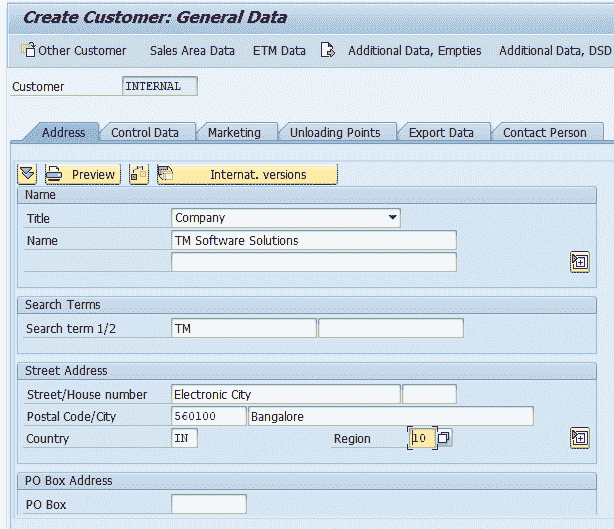 Create Customer: General Data
Other Customer Sales Area Data ETM Data Additional Data, Empties Additional Data, DSD
Customer INTERNAL
Address Control Data Marketing Unloading Points Export Data Contact Person
Preview Internat. versions
Name
Title Company
Name TM Software Solutions
Search Terms
Search term 1/2 TM
Street Address
Street/House number Electronic City
Postal Code/City 560100 Bangalore
Country IN Region 10
PO Box Address
PO Box